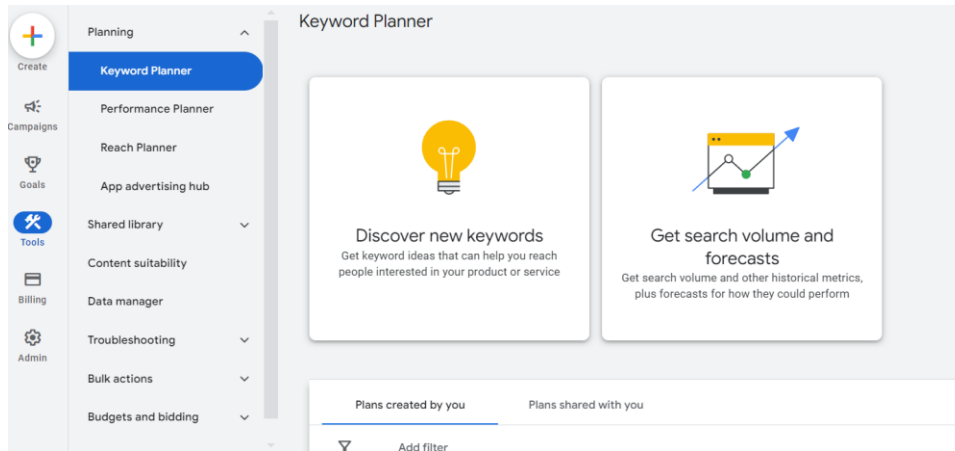 Create
Campaigns
Goals
Tools
Billing
Admin
Planning
Keyword Planner
Performance Planner
Reach Planner
App advertising hub
Shared library
Content suitability
Data manager
Troubleshooting
Bulk actions
Budgets and bidding
Keyword Planner
Discover new keywords
Get keyword ideas that can help you reach
people interested in your product or service
Get search volume and
forecasts
Get search volume and other historical metrics,
plus forecasts for how they could perform
Plans created by you
Plans shared with you
Add filter